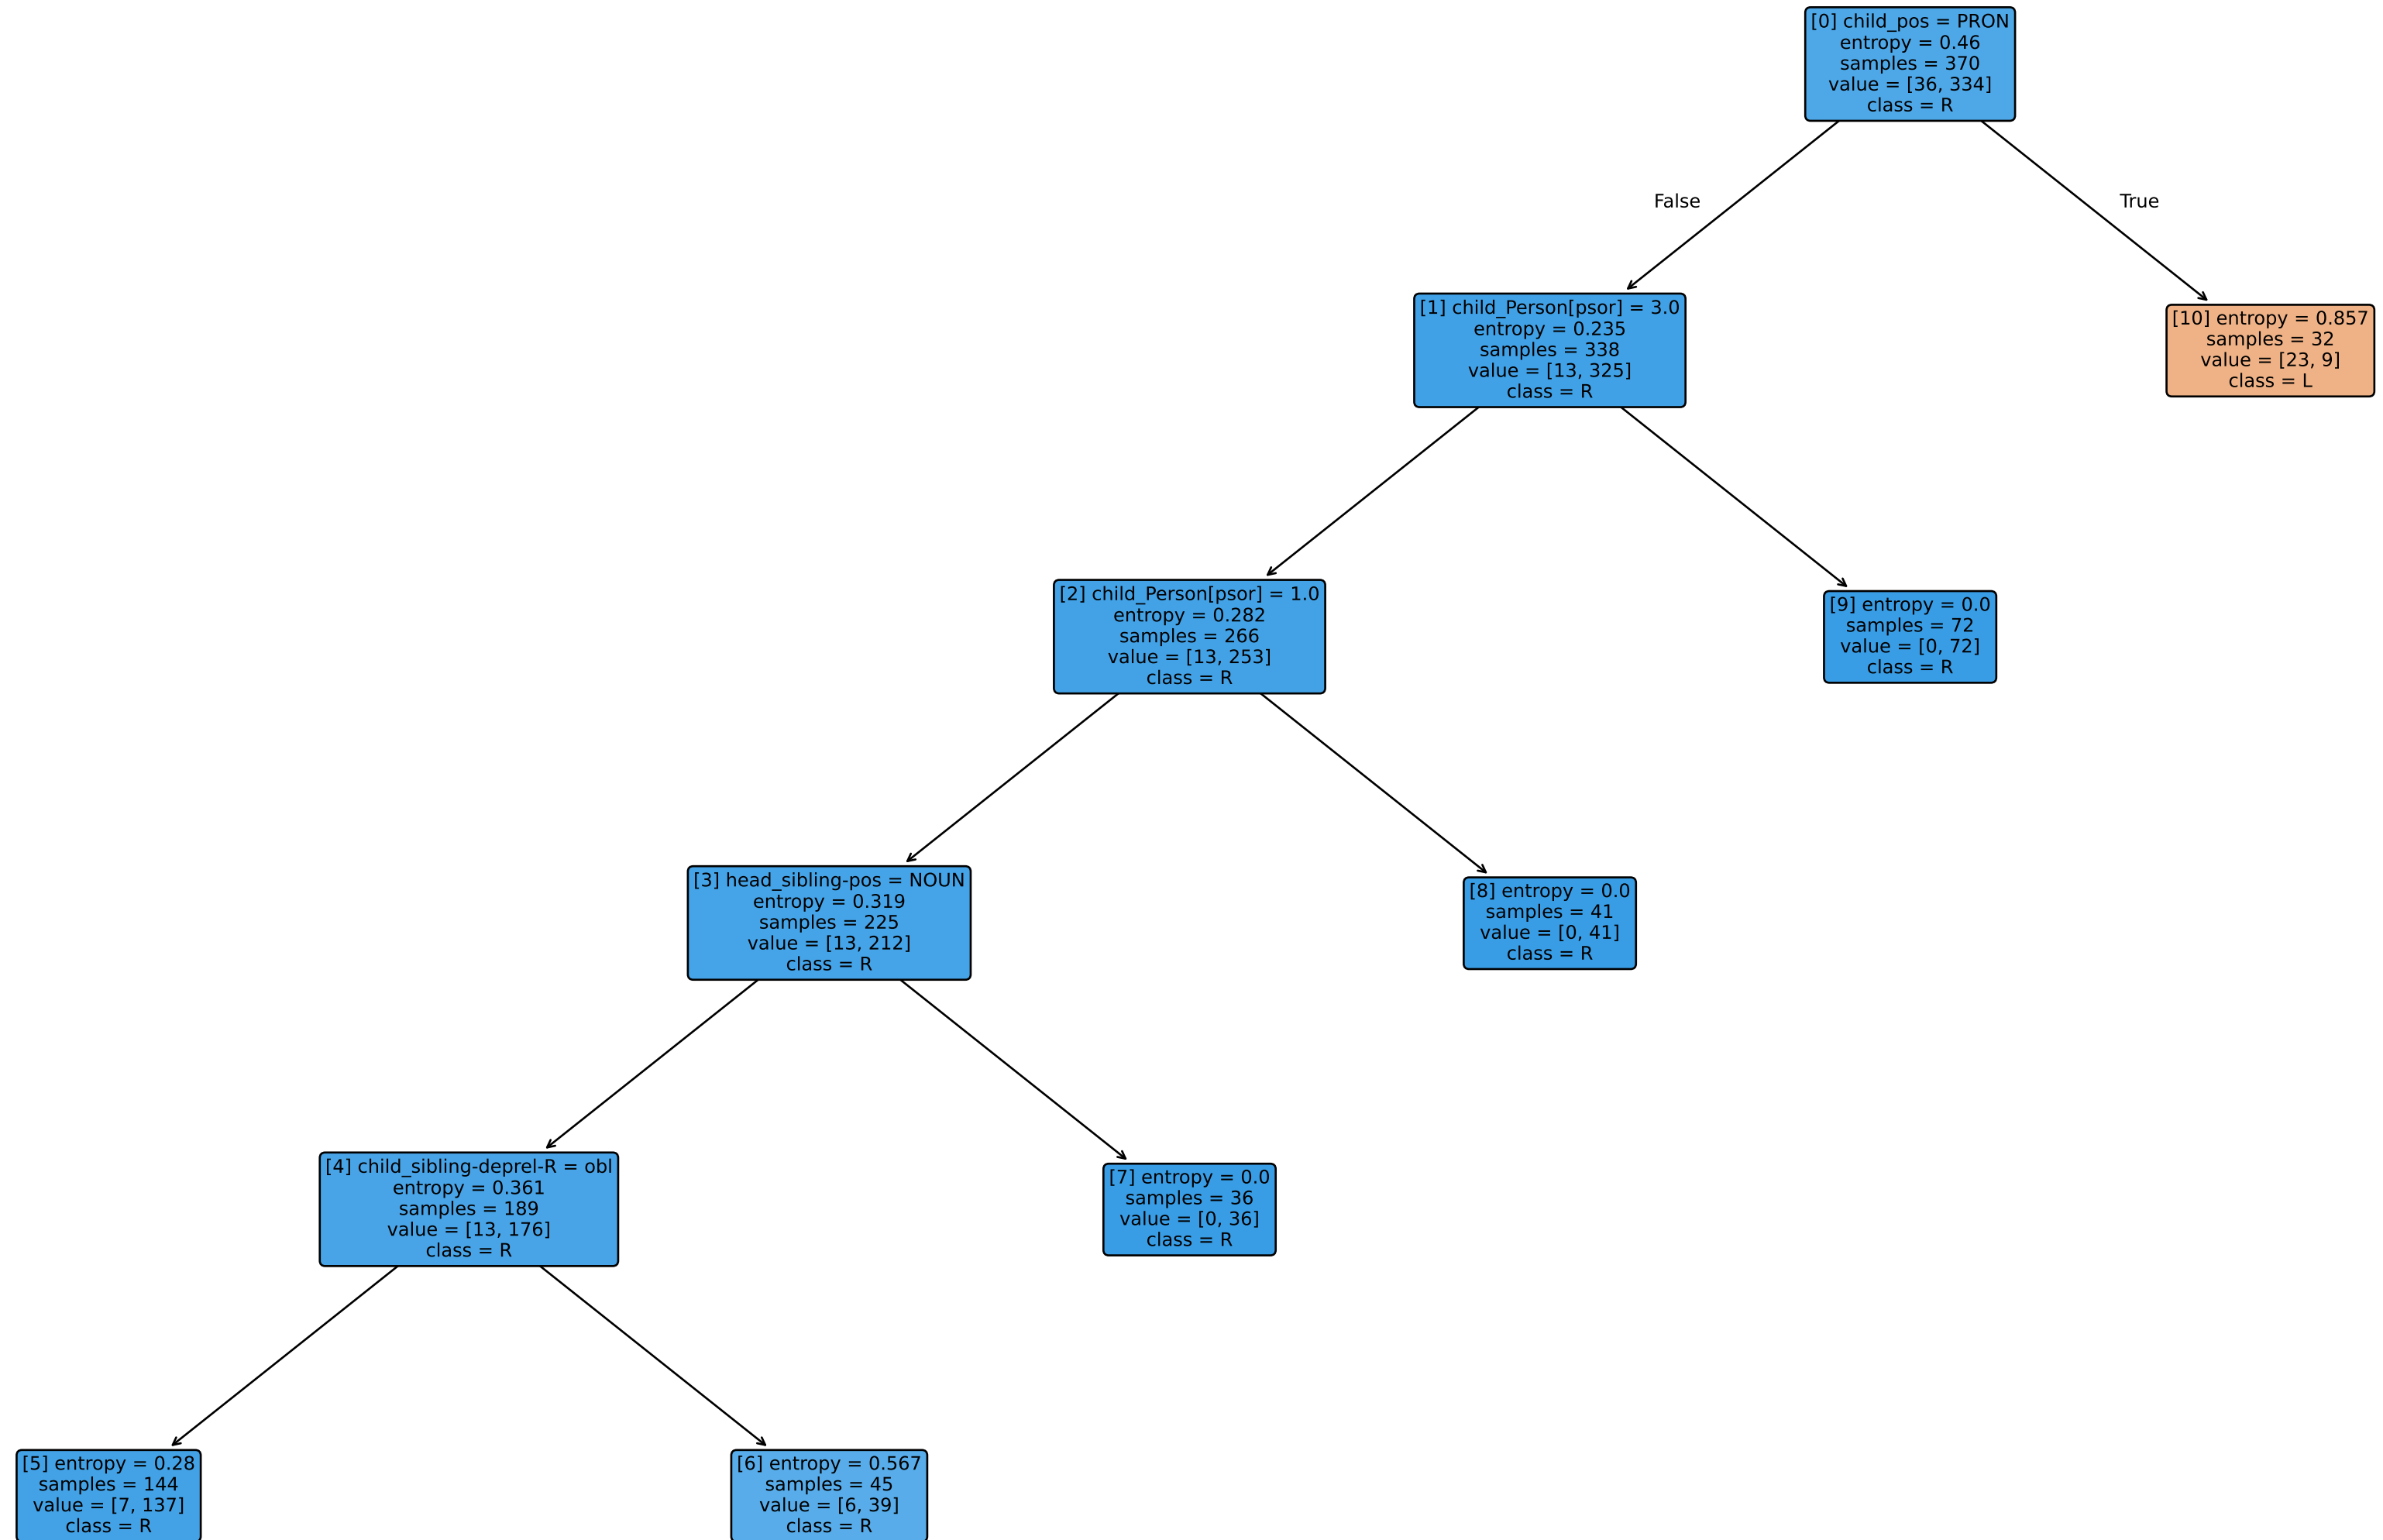 [0] child_pos = PRON
entropy = 0.46
samples = 370
value = [36, 334]
class = R
False
True
[1] child_Person[psor] = 3.0
entropy = 0.235
samples = 338
value = [13, 325]
class = R
[10] entropy = 0.857
samples = 32
value = [23, 9]
class = L
[2] child_Person[psor] = 1.0
entropy = 0.282
samples = 266
value = [13, 253]
class = R
[9] entropy = 0.0
samples = 72
value = [0, 72]
class = R
[3] head_sibling-pos = NOUN
entropy = 0.319
samples = 225
value = [13, 212]
class = R
[8] entropy = 0.0
samples = 41
value = [0, 41]
class = R
[4] child_sibling-deprel-R = obl
entropy = 0.361
samples = 189
value = [13, 176]
class = R
[7] entropy = 0.0
samples = 36
value = [0, 36]
class = R
[5] entropy = 0.28
samples = 144
value = [7, 137]
class = R
[6] entropy = 0.567
samples = 45
value = [6, 39]
class = R